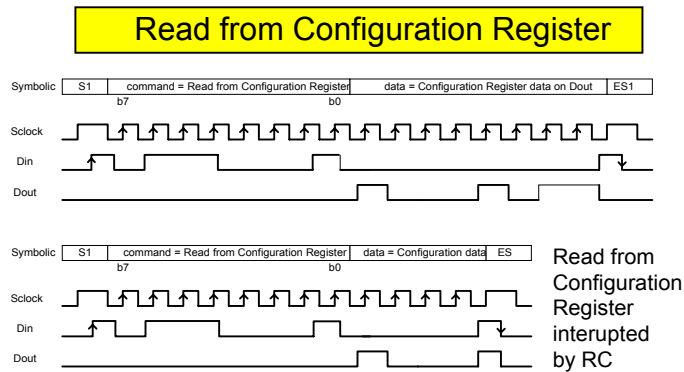 Read from Configuration Register
Symbolic S1 command = Read from Configuration Register data = Configuration Register data on Dout ES1
b7 b0
Sclock
Din
Dout
Symbolic S1 command = Read from Configuration Register data = Configuration data ES
b7 b0
Sclock
Din
Dout
Read from
Configuration
Register
interupted
by RC